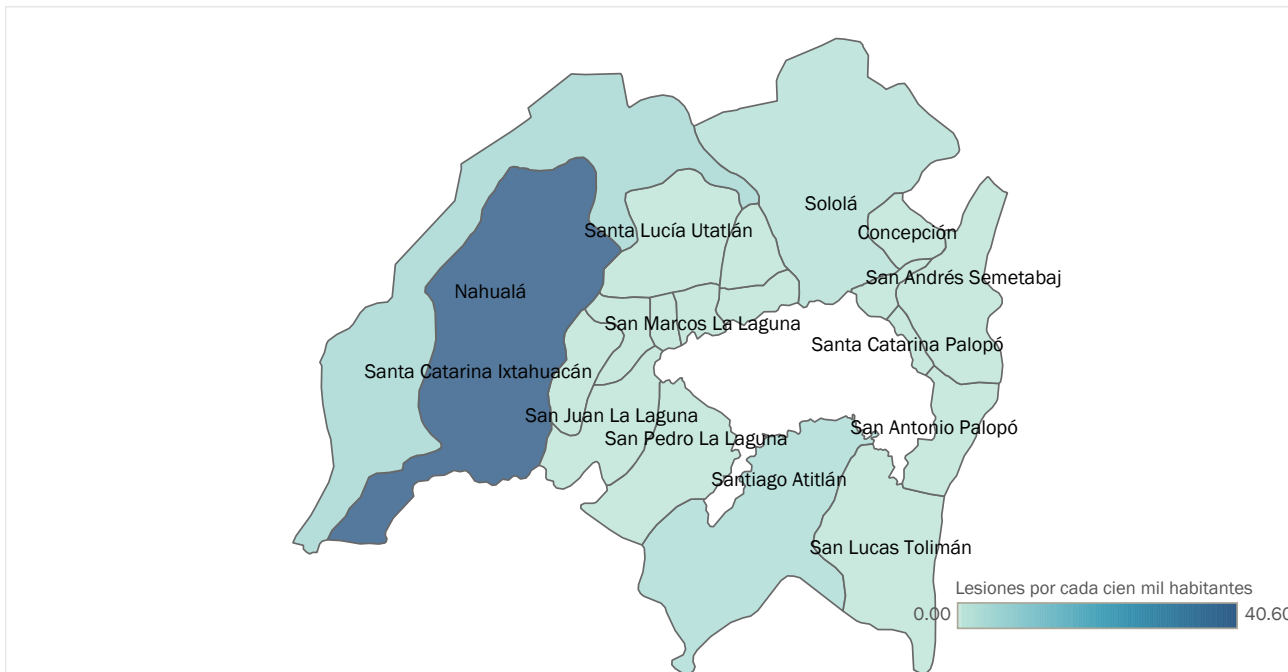 Sololá
Santa Lucía Utatlán
Concepción
San Andrés Semetabaj
Nahualá
San Marcos La Laguna
Santa Catarina Palopó
Santa Catarina Ixtahuacán
San Juan La Laguna
San Antonio Palopó
San Pedro La Laguna
Santiago Atitlán
San Lucas Tolimán
Lesiones por cada cien mil habitantes
0.00
40.60